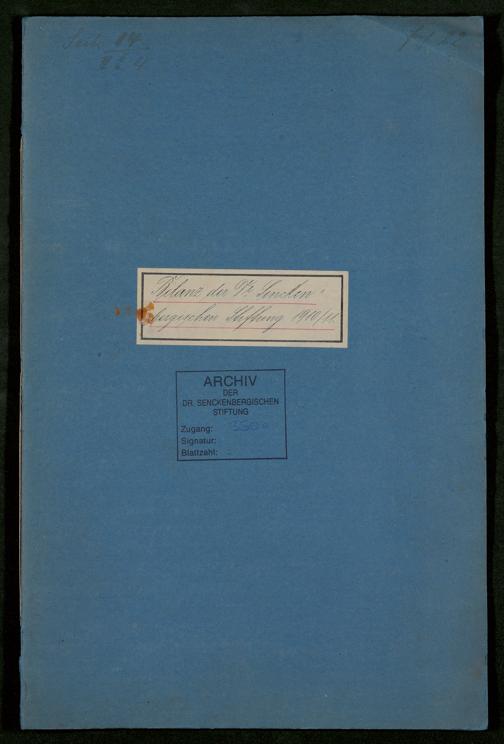 Bilanz der Dr. Sencken-
bergischen Stiftung 1910/11.
ARCHIV
DER
DR. SENCKENBERGISCHEN
STIFTUNG
Zugang:
Signatur:
Blattzahl: